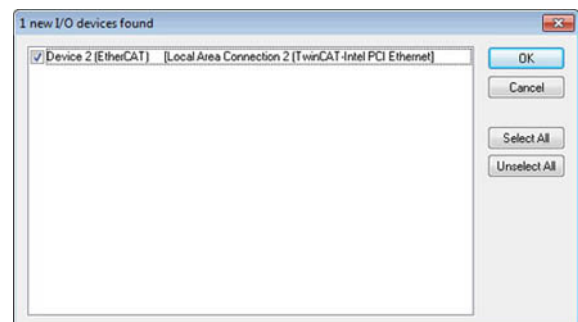 1 new I/O devices found
Device 2 (EtherCAT) [Local Area Connection 2 (TwinCAT-Intel PCI Ethernet]
OK
Cancel
Select All
Unselect All